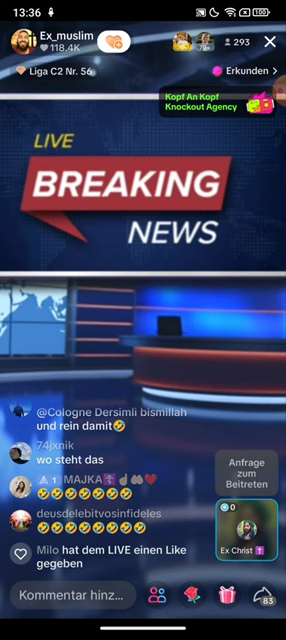 13:36
100
Ex_muslim
118.4K
293
Liga C2 Nr. 56
Erkunden >
Kopf An Kopf
Knockout Agency
LIVE
BREAKING
NEWS
@Cologne Dersimli bismillah
und rein damit🤣
74jxnik
wo steht das
1 MAJKA✝️☝🏼🙏🏼❤️
🤣🤣🤣🤣🤣🤣🤣
deusdelebitvosinfideles
🤣🤣🤣🤣🤣🤣🤣
Milo hat dem LIVE einen Like
gegeben
Anfrage
zum
Beitreten
0
Ex Christ ✝️
Kommentar hinz...
83